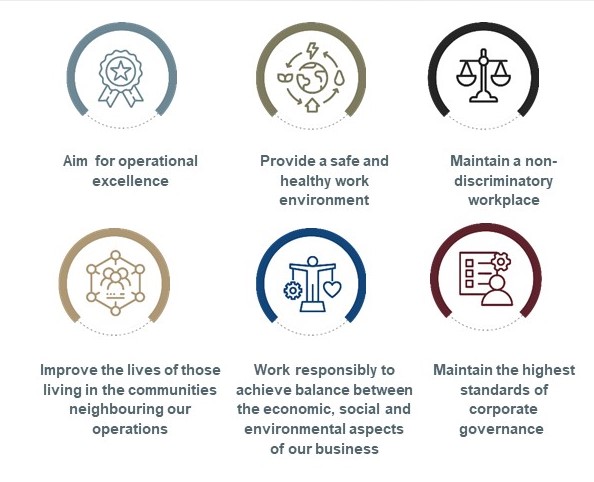 Aim for operational
excellence
Provide a safe and
healthy work
environment
Maintain a non-
discriminatory
workplace
Improve the lives of those
living in the communities
neighbouring our
operations
Work responsibly to
achieve balance between
the economic, social and
environmental aspects
of our business
Maintain the highest
standards of
corporate
governance